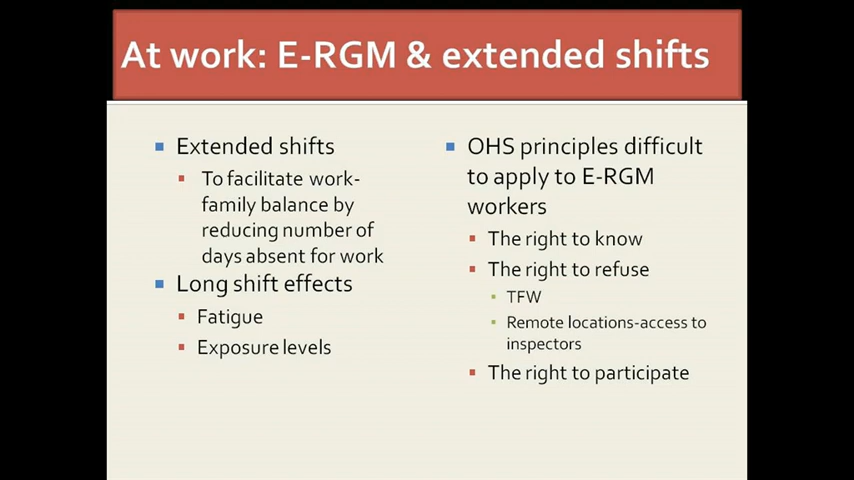 At work: E-RGM & extended shifts
Extended shifts
To facilitate work-
family balance by
reducing number of
days absent for work
Long shift effects
Fatigue
Exposure levels
OHS principles difficult
to apply to E-RGM
workers
The right to know
The right to refuse
TFW
Remote locations-access to
inspectors
The right to participate